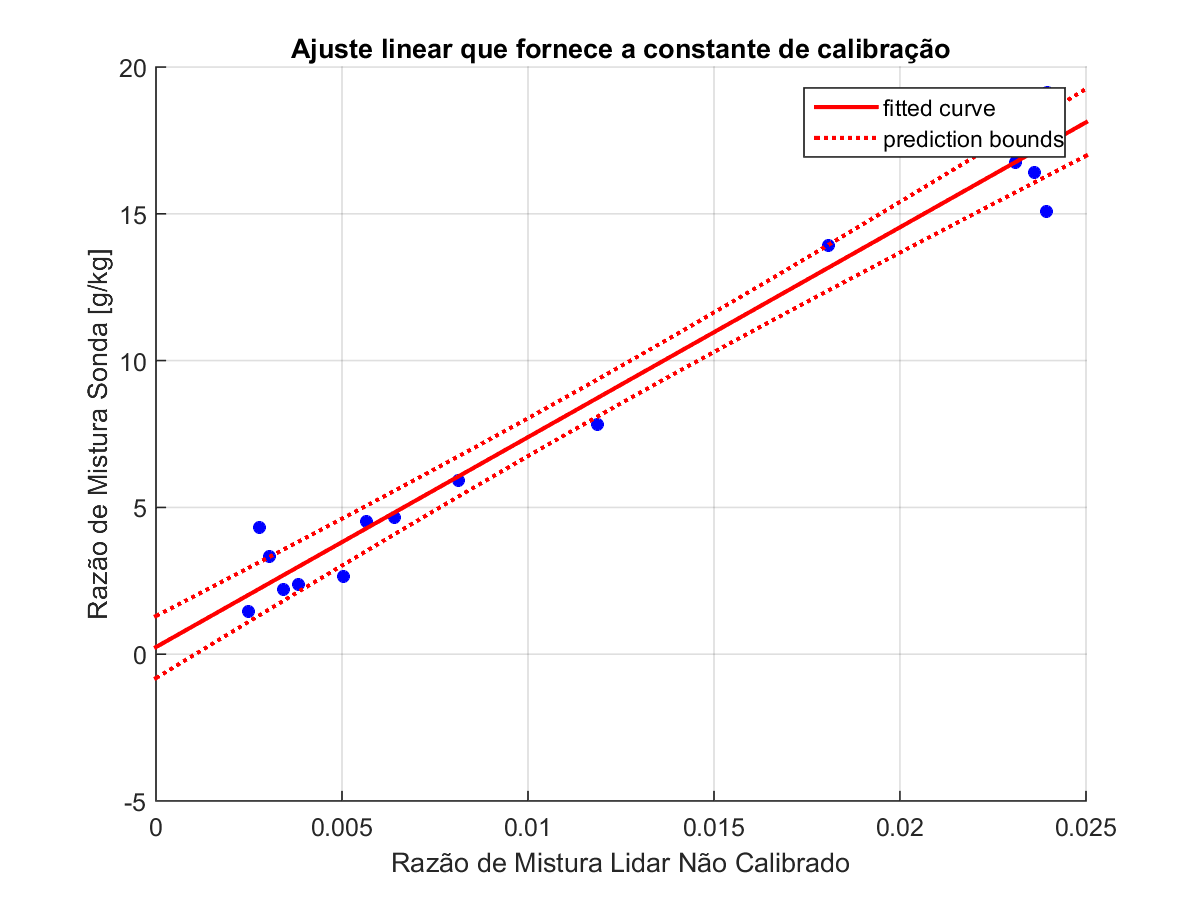 Ajuste linear que fornece a constante de calibração
20
15
10
5
0
-5
fitted curve
prediction bounds
Razão de Mistura Sonda [g/kg]
0
0.005
0.01
0.015
0.02
0.025
Razão de Mistura Lidar Não Calibrado